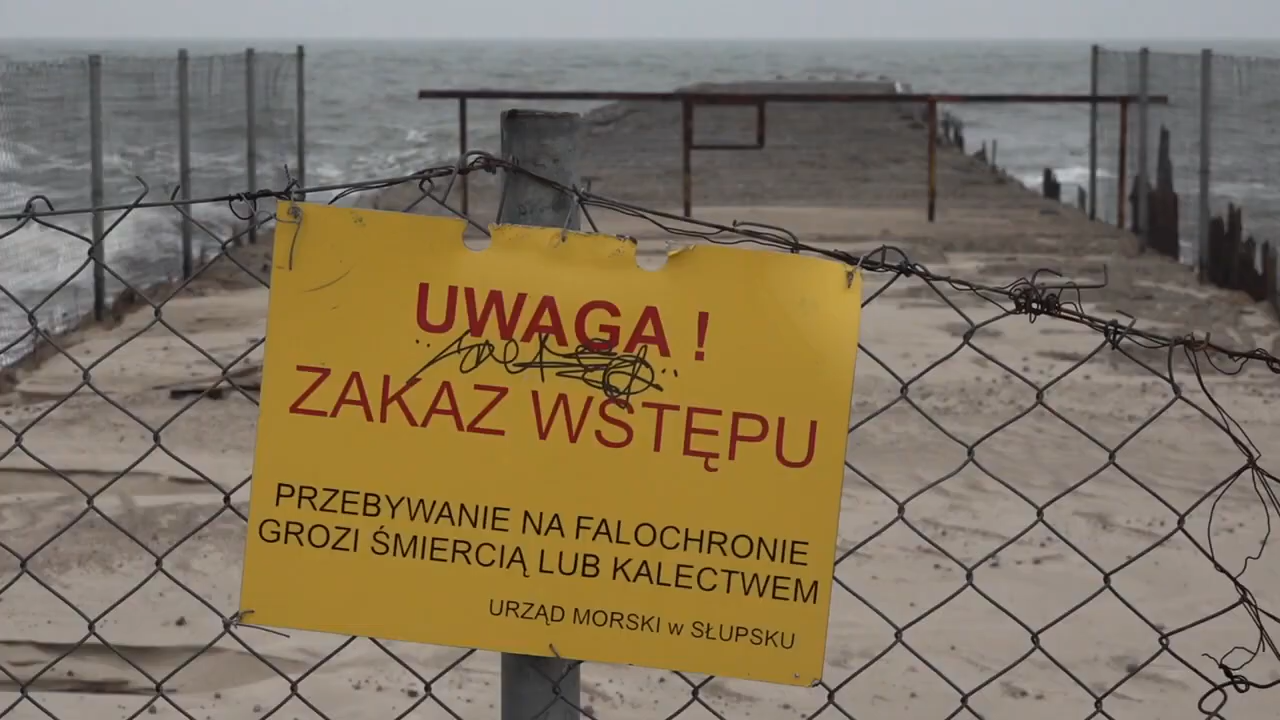 UWAGA !
ZAKAZ WSTĘPU
PRZEBYWANIE NA FALOCHRONIE
GROZI ŚMIERCIĄ LUB KALECTWEM
URZĄD MORSKI w SŁUPSKU